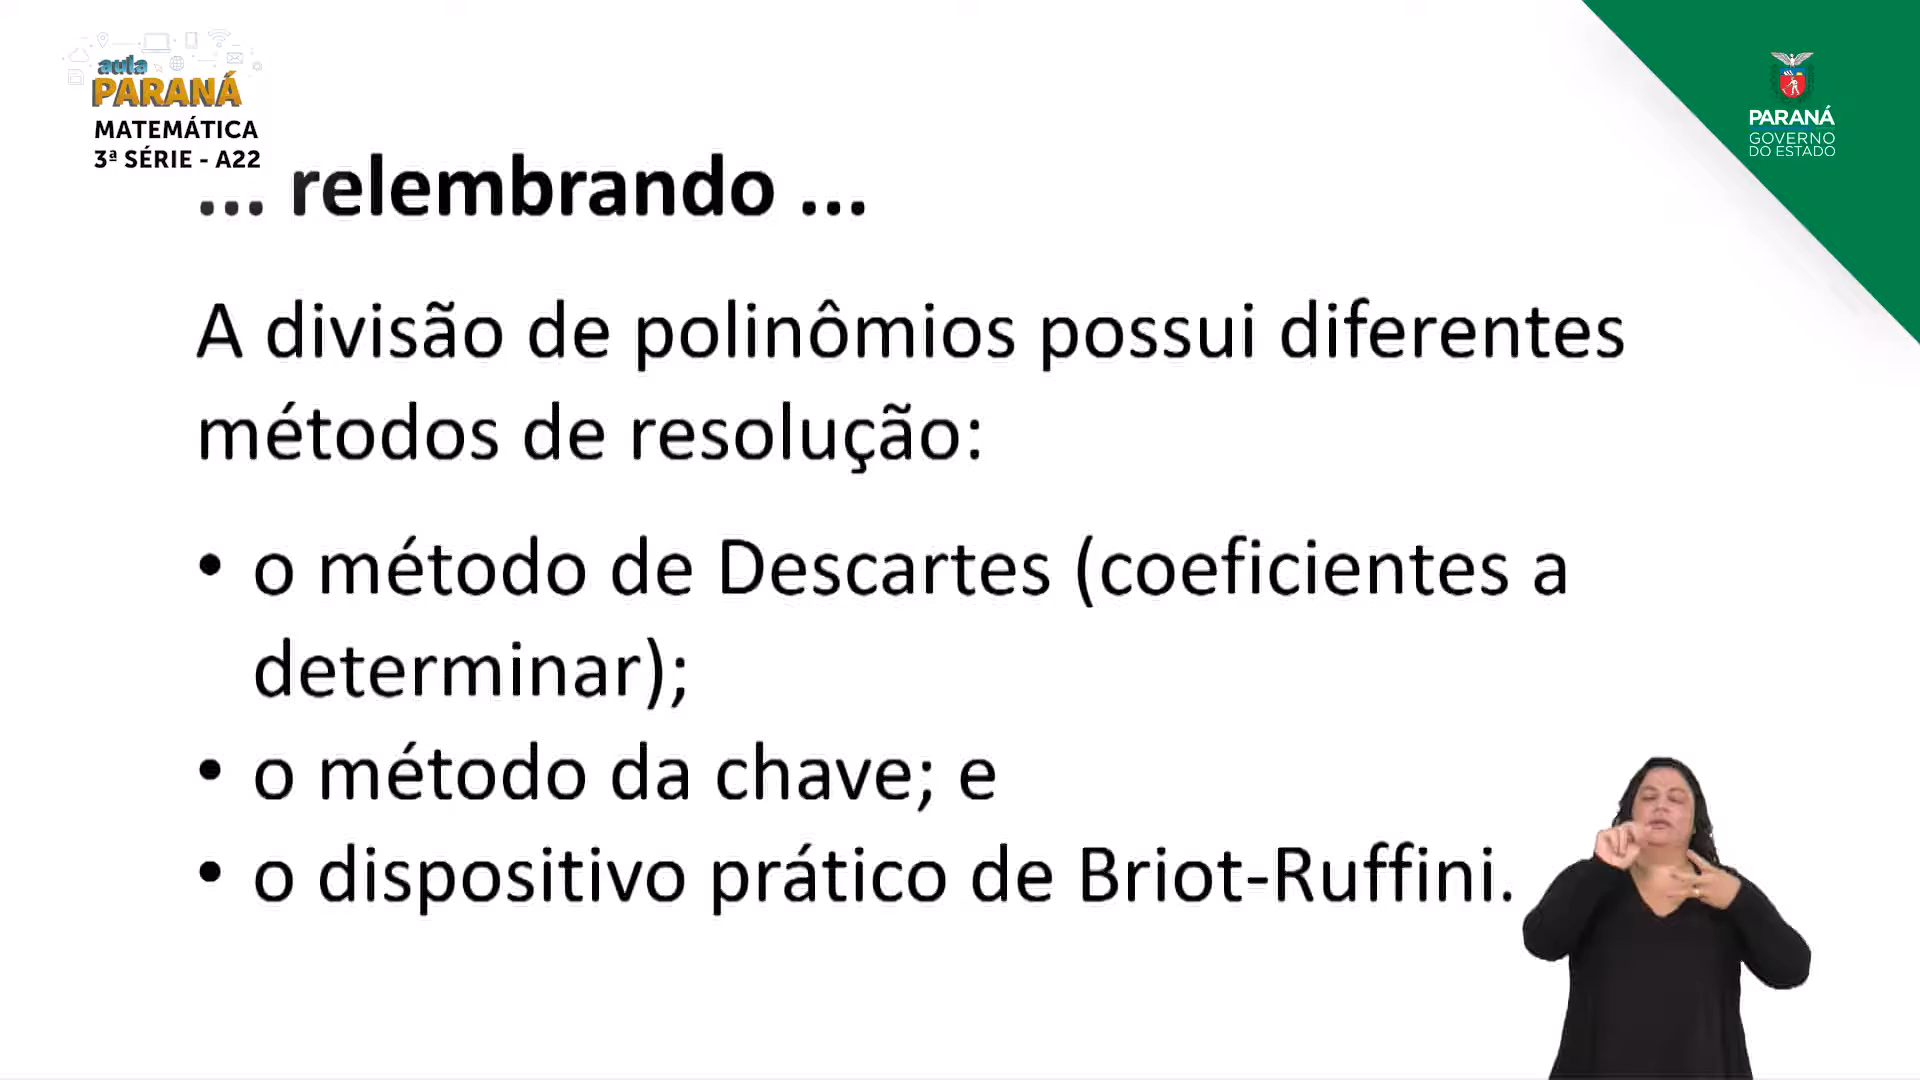 aula
PARANÁ
MATEMÁTICA
3ª SÉRIE - A22
PARANÁ
GOVERNO
DO ESTADO
... relembrando ...
A divisão de polinômios possui diferentes
métodos de resolução:
• o método de Descartes (coeficientes a
determinar);
• o método da chave; e
• o dispositivo prático de Briot-Ruffini.